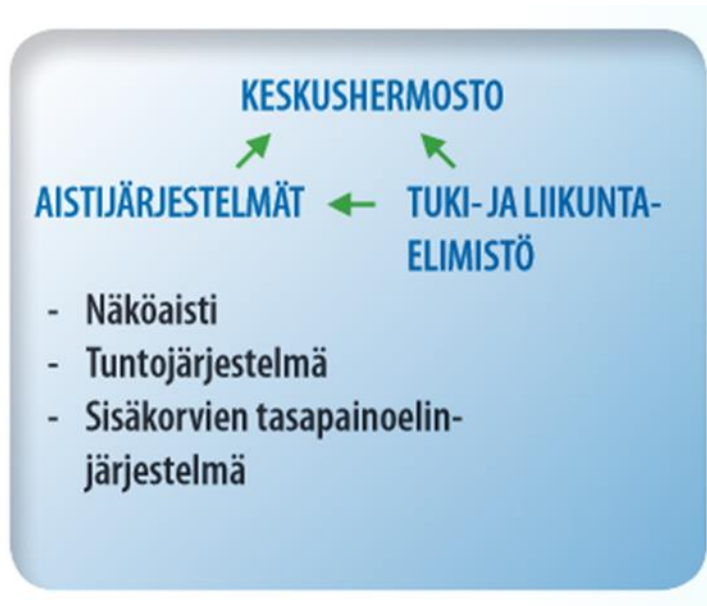 KESKUSHERMOSTO
AISTIJÄRJESTELMÄT
TUKI- JA LIIKUNTA-
ELIMISTÖ
- Näköaisti
- Tuntojärjestelmä
- Sisäkorvien tasapainoelin-
järjestelmä